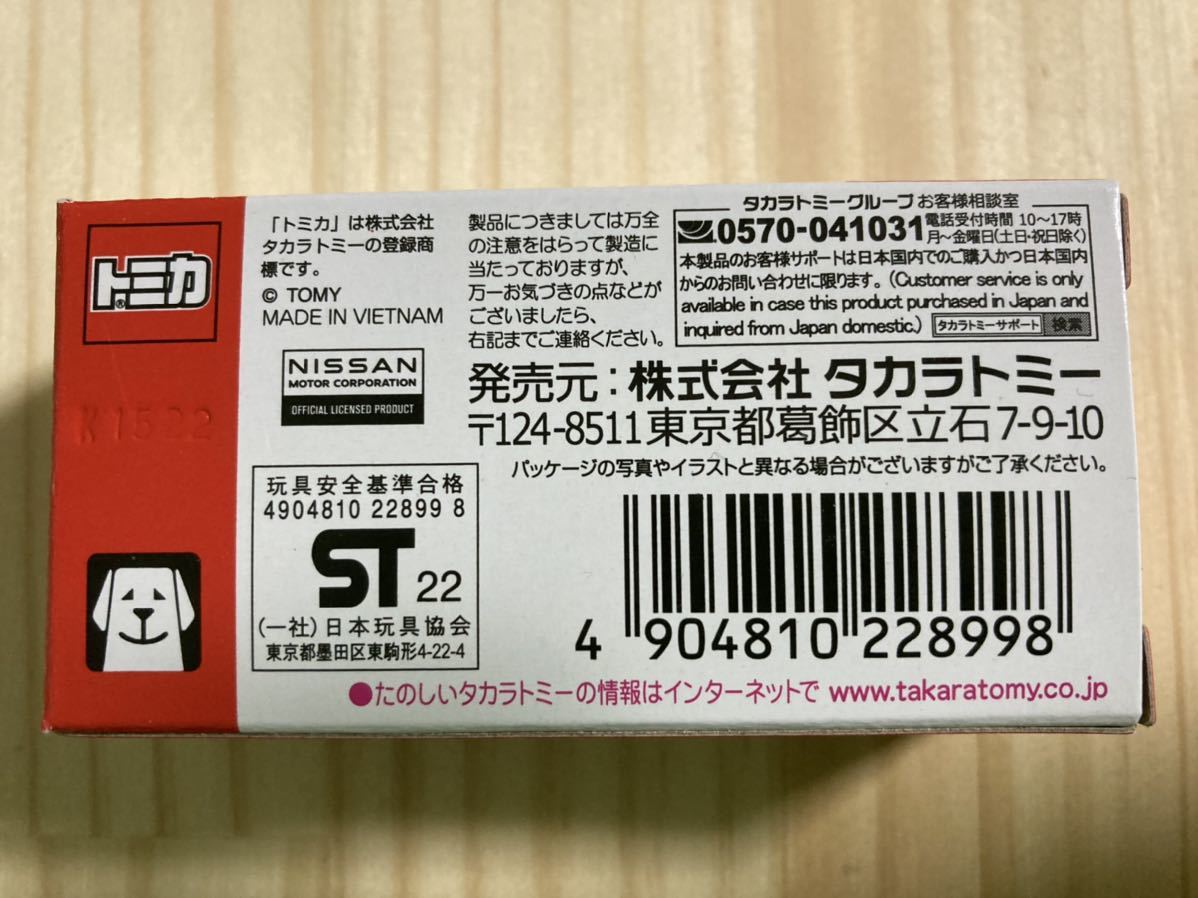 トミカ®
K1522
「トミカ」は株式会社
タカラトミーの登録商
標です。
© TOMY
MADE IN VIETNAM
NISSAN
MOTOR CORPORATION
OFFICIAL LICENSED PRODUCT
製品につきましては万全
の注意をはらって製造に
当たっておりますが、
万一お気づきの点などが
ございましたら、
右記までご連絡ください。
タカラトミーグループ お客様相談室
0570-041031 電話受付時間 10〜17時
月〜金曜日(土日・祝日除く)
本製品のお客様サポートは日本国内でのご購入かつ日本国内
からのお問い合わせに限ります。(Customer service is only
available in case this product purchased in Japan and
inquired from Japan domestic.) タカラトミーサポート 検索
発売元:株式会社 タカラトミー
〒124-8511 東京都葛飾区立石 7-9-10
パッケージの写真やイラストと異なる場合がございますがご了承ください。
玩具安全基準合格
4904810 22899 8
ST 22
(一社)日本玩具協会
東京都墨田区東駒形4-22-4
4 904810 228998
●たのしいタカラトミーの情報はインターネットで www.takaratomy.co.jp